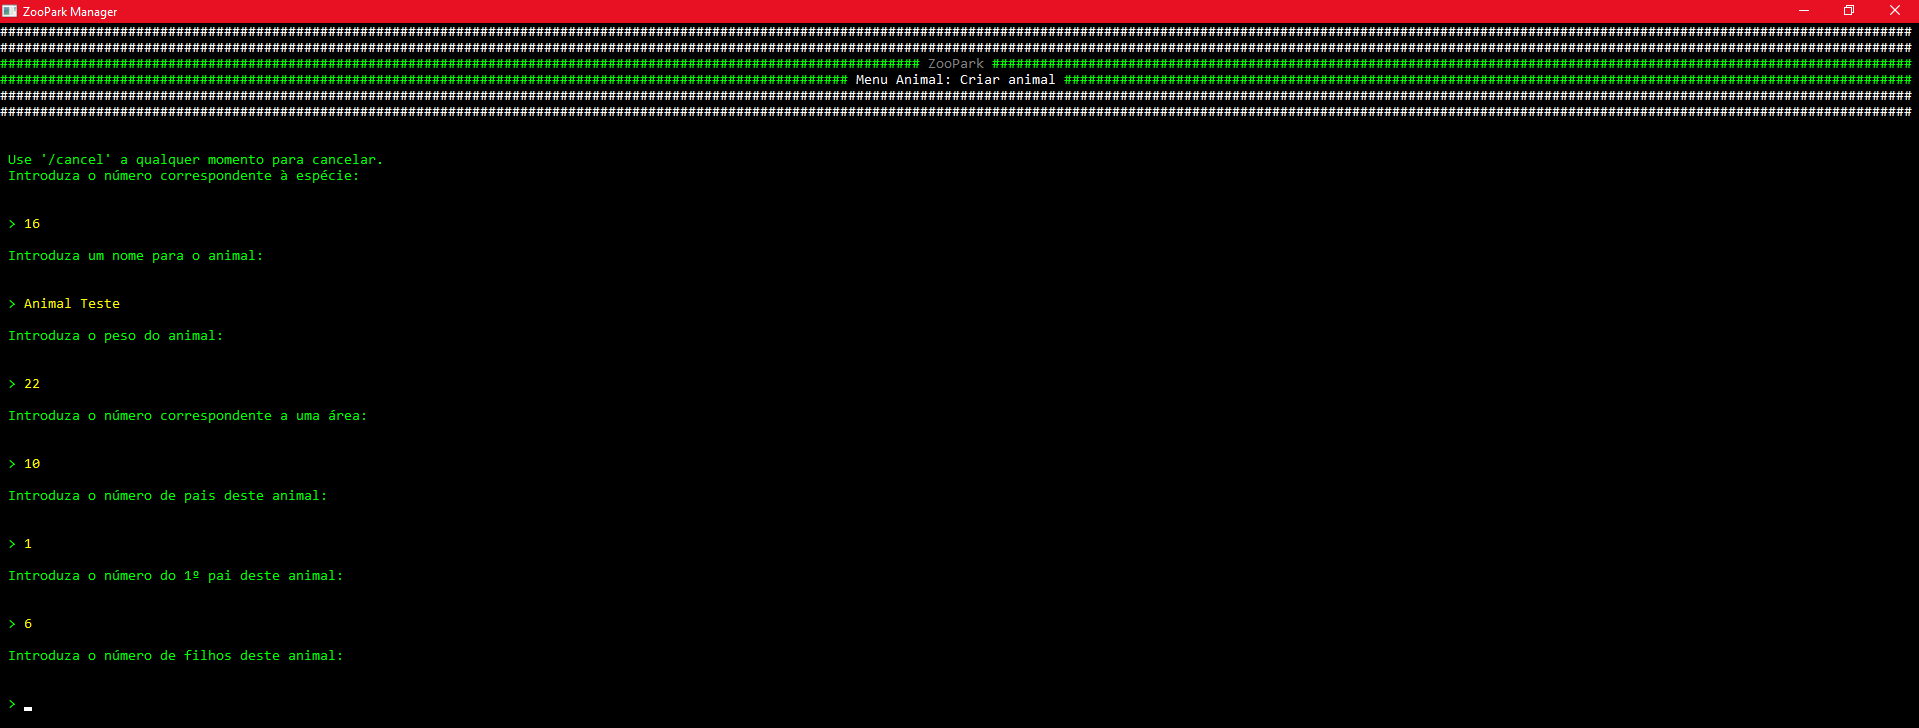 ZooPark Manager
ZooPark
Menu Animal: Criar animal
Use '/cancel' a qualquer momento para cancelar.
Introduza o número correspondente à espécie:
> 16
Introduza um nome para o animal:
> Animal Teste
Introduza o peso do animal:
> 22
Introduza o número correspondente a uma área:
> 10
Introduza o número de pais deste animal:
> 1
Introduza o número do 1º pai deste animal:
> 6
Introduza o número de filhos deste animal:
>